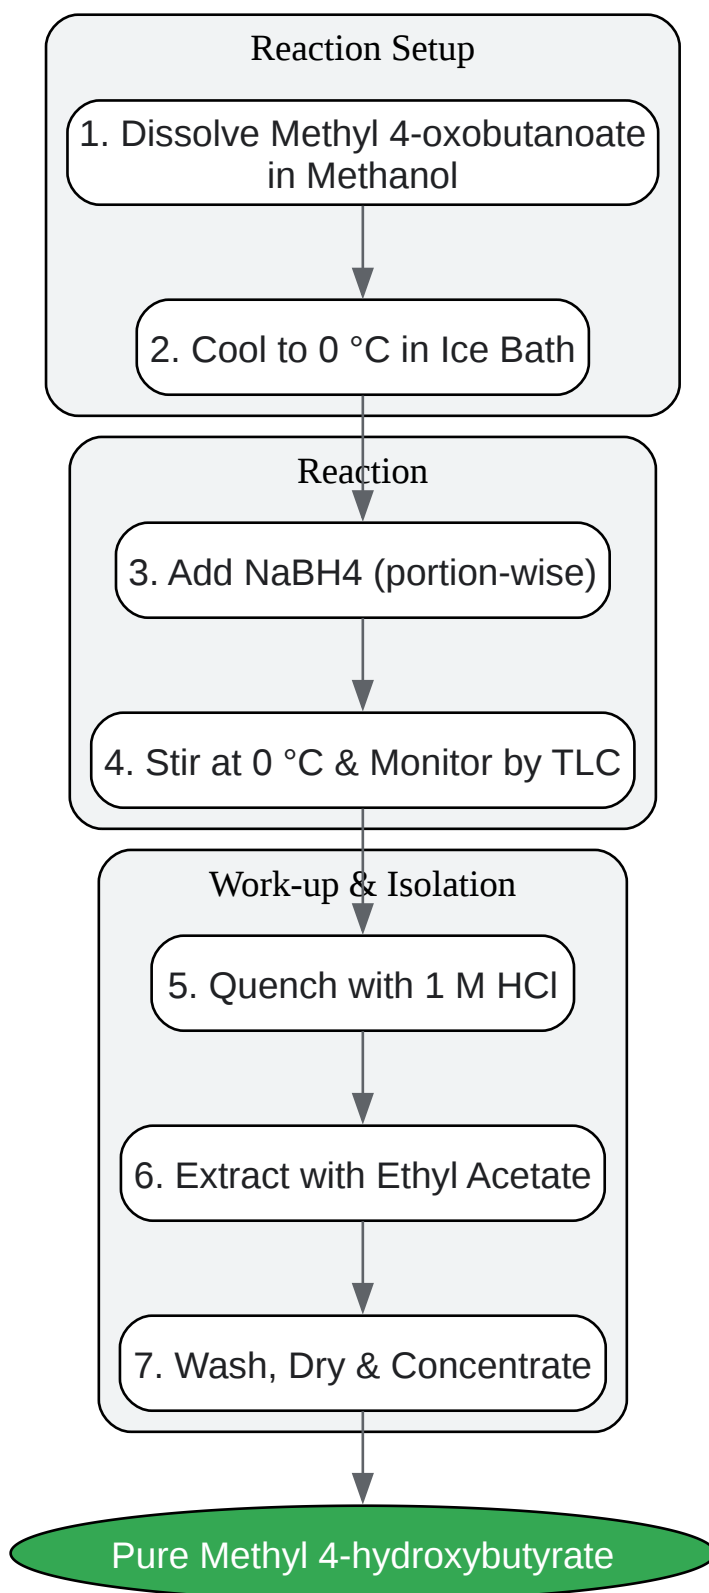 Reaction Setup
1. Dissolve Methyl 4-oxobutanoate
in Methanol
2. Cool to 0 °C in Ice Bath
Reaction
3. Add NaBH4 (portion-wise)
4. Stir at 0 °C & Monitor by TLC
Work-up & Isolation
5. Quench with 1 M HCl
6. Extract with Ethyl Acetate
7. Wash, Dry & Concentrate
Pure Methyl 4-hydroxybutyrate